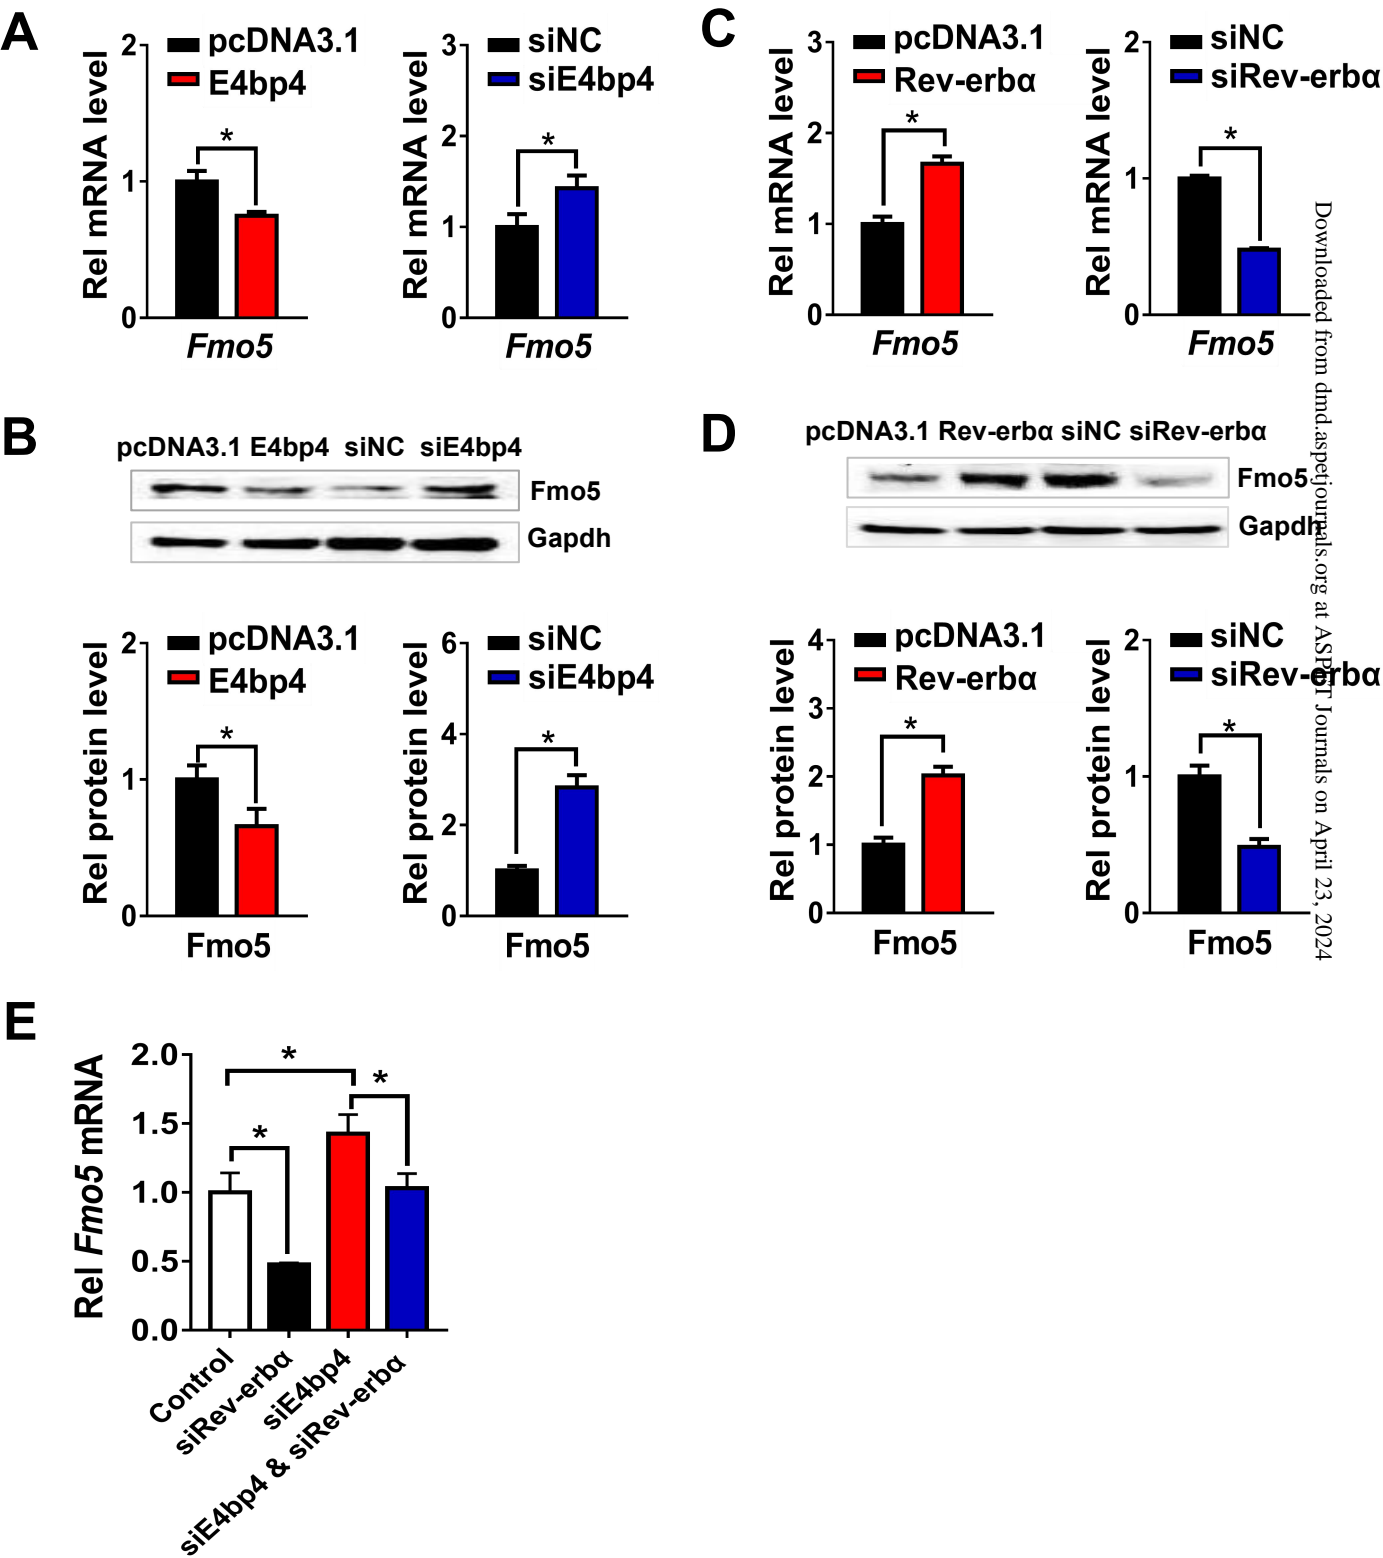 A
2
1
0
Rel mRNA level
pcDNA3.1
E4bp4
*
Fmo5
3
2
1
0
Rel mRNA level
siNC
siE4bp4
*
Fmo5
C
3
2
1
0
Rel mRNA level
pcDNA3.1
Rev-erbα
*
Fmo5
2
1
0
Rel mRNA level
siNC
siRev-erbα
*
Fmo5
B
pcDNA3.1 E4bp4 siNC siE4bp4
Fmo5
Gapdh
2
1
0
Rel protein level
pcDNA3.1
E4bp4
*
Fmo5
6
4
2
0
Rel protein level
siNC
siE4bp4
*
Fmo5
D
pcDNA3.1 Rev-erbα siNC siRev-erbα
Fmo5
Gapdh
4
3
2
1
0
Rel protein level
pcDNA3.1
Rev-erbα
*
Fmo5
2
1
0
Rel protein level
siNC
siRev-erbα
*
Fmo5
E
2.0
1.5
1.0
0.5
0.0
Rel Fmo5 mRNA
*
*
*
Control
siRev-erbα
siE4bp4
siE4bp4 & siRev-erbα
Downloaded from dmd.aspetjournals.org at ASPET Journals on April 23, 2024